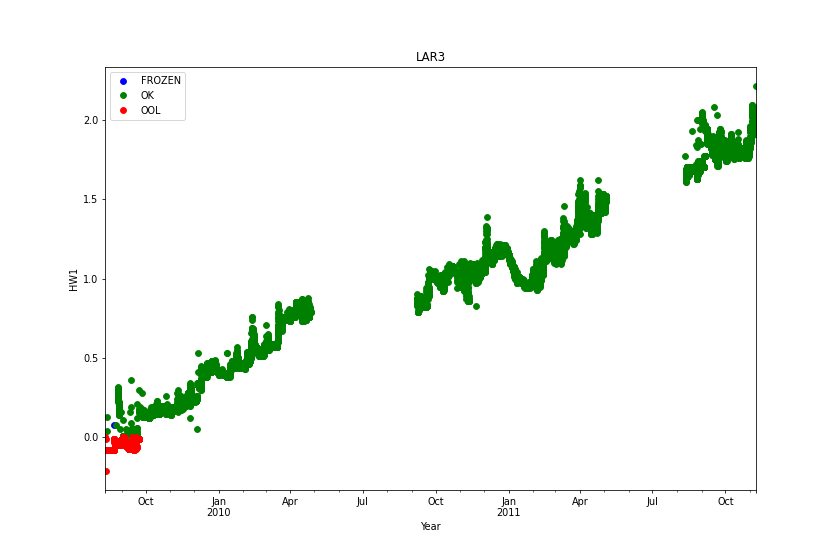 LAR3
FROZEN
OK
OOL
HW1
2.0
1.5
1.0
0.5
0.0
Oct Jan Apr Jul Oct Jan Apr Jul Oct
2010 2011
Year